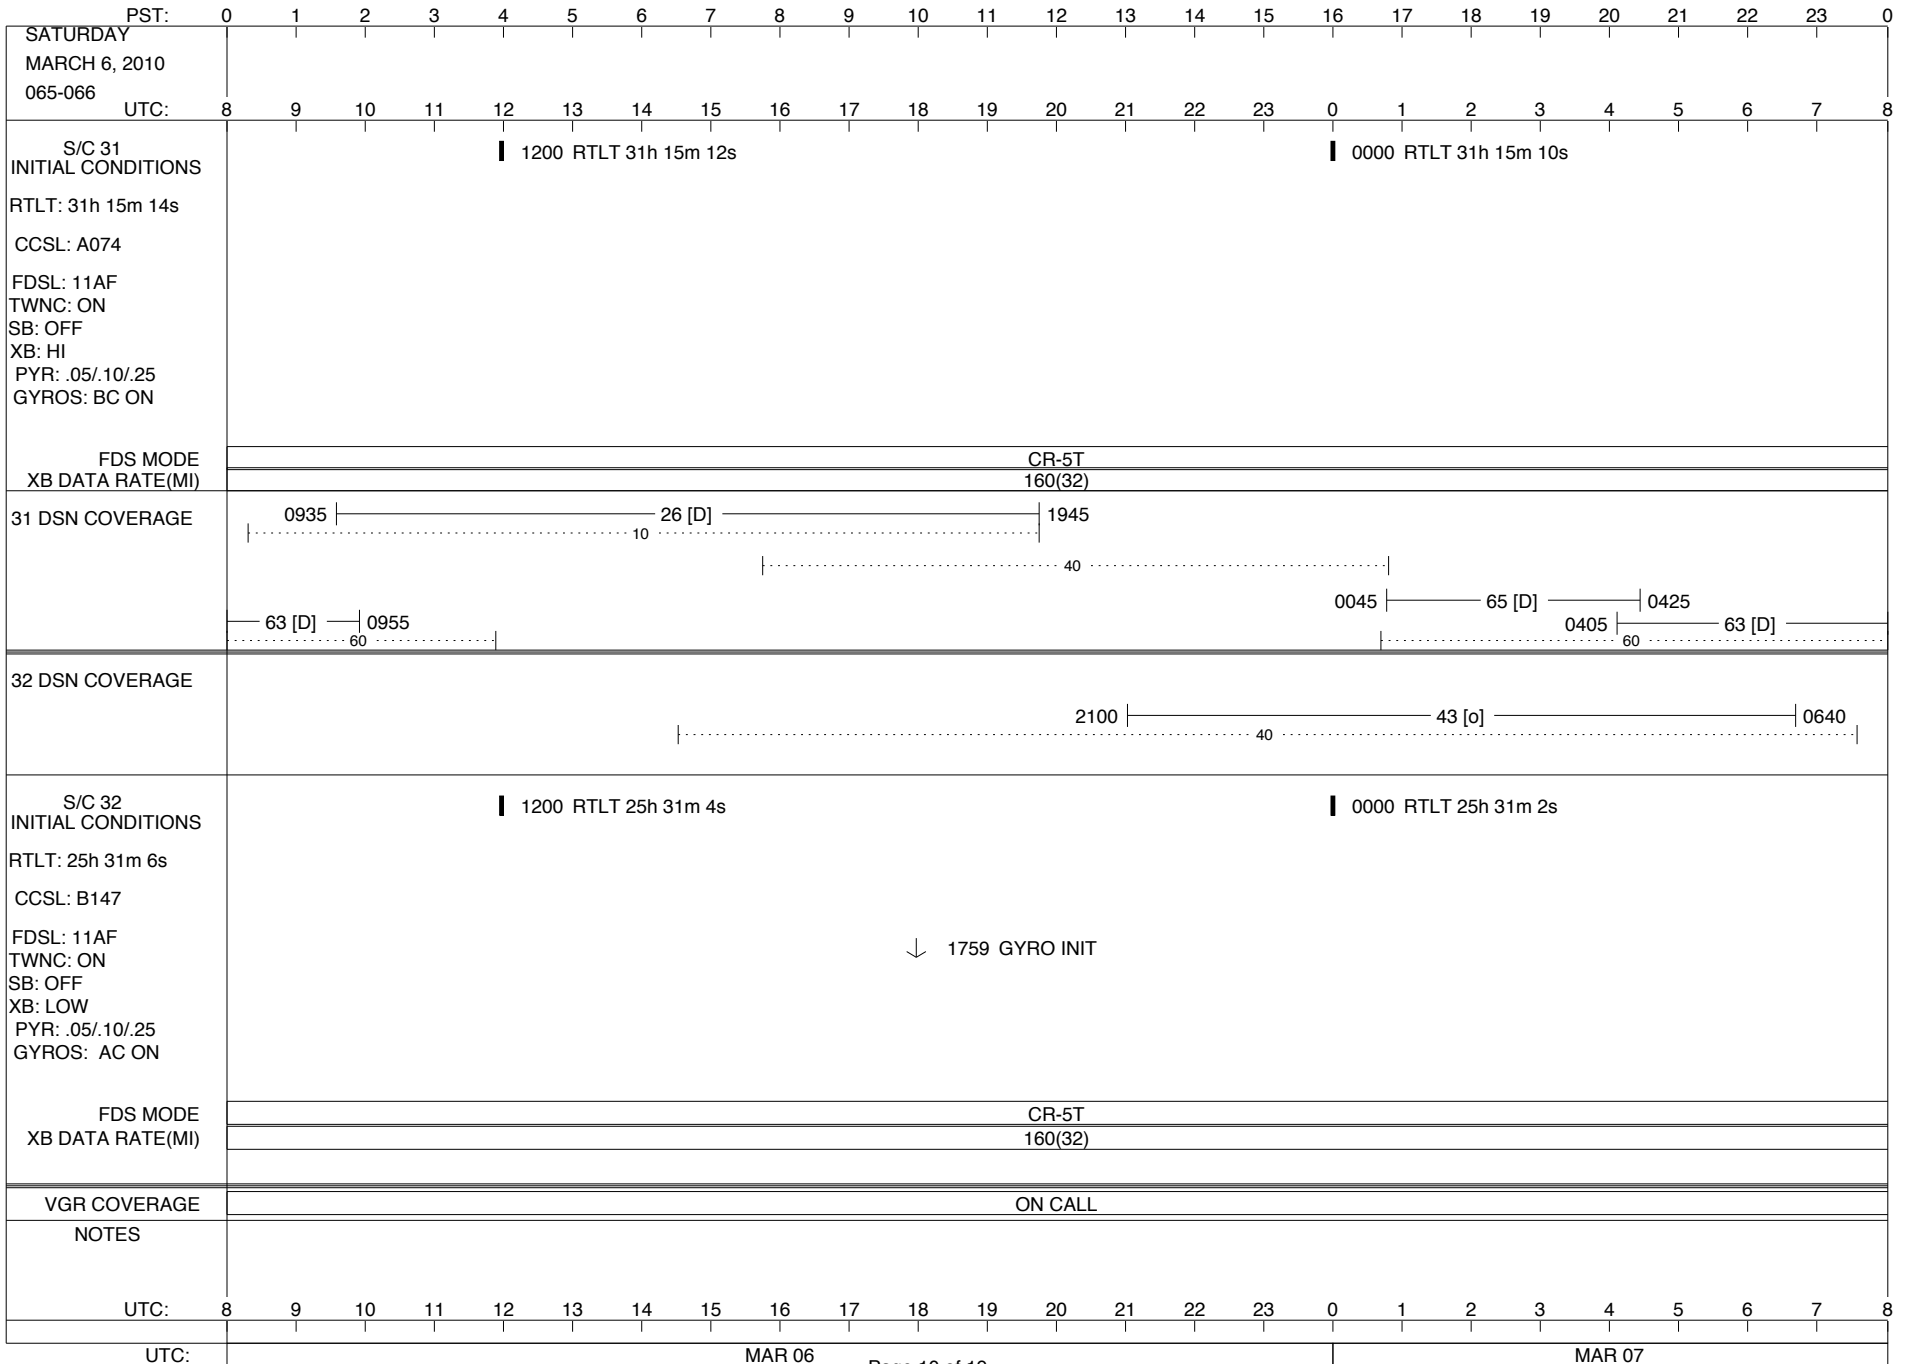 PST: 0 1 2 3 4 5 6 7 8 9 10 11 12 13 14 15 16 17 18 19 20 21 22 23 0
SATURDAY
MARCH 6, 2010
065-066
UTC: 8 9 10 11 12 13 14 15 16 17 18 19 20 21 22 23 0 1 2 3 4 5 6 7 8
S/C 31
INITIAL CONDITIONS
1200 RTLT 31h 15m 12s
0000 RTLT 31h 15m 10s
RTLT: 31h 15m 14s
CCSL: A074
FDSL: 11AF
TWNC: ON
SB: OFF
XB: HI
PYR: .05/.10/.25
GYROS: BC ON
FDS MODE CR-5T
XB DATA RATE(MI) 160(32)
31 DSN COVERAGE
0935 26 [D] 1945
10
40
0045 65 [D] 0425
63 [D] 0955
0405 63 [D]
60 60
32 DSN COVERAGE
2100 43 [o] 0640
40
S/C 32
INITIAL CONDITIONS
1200 RTLT 25h 31m 4s
0000 RTLT 25h 31m 2s
RTLT: 25h 31m 6s
CCSL: B147
FDSL: 11AF
TWNC: ON
SB: OFF
XB: LOW
PYR: .05/.10/.25
GYROS: AC ON
1759 GYRO INIT
FDS MODE CR-5T
XB DATA RATE(MI) 160(32)
VGR COVERAGE ON CALL
NOTES
UTC: 8 9 10 11 12 13 14 15 16 17 18 19 20 21 22 23 0 1 2 3 4 5 6 7 8
UTC: MAR 06 MAR 07